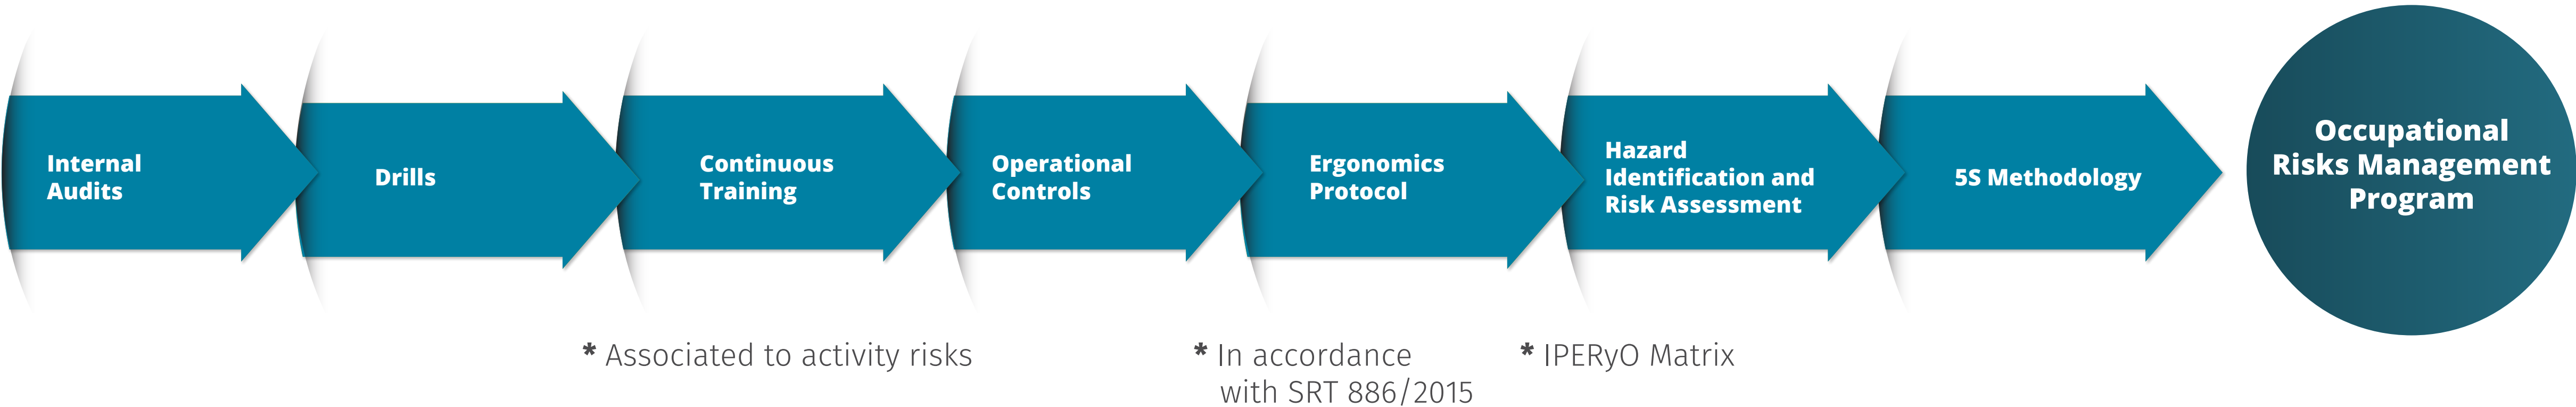 Internal
Audits
Drills
Continuous
Training
Operational
Controls
Ergonomics
Protocol
Hazard
Identification and
Risk Assessment
5S Methodology
Occupational
Risks Management
Program
* Associated to activity risks
* In accordance
with SRT 886/2015
* IPERyO Matrix